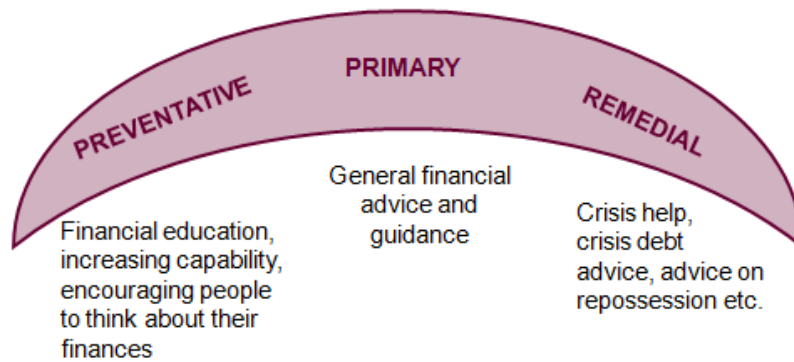 PREVENTATIVE
PRIMARY
REMEDIAL
Financial education,
increasing capability,
encouraging people
to think about their
finances
General financial
advice and
guidance
Crisis help,
crisis debt
advice, advice on
repossession etc.